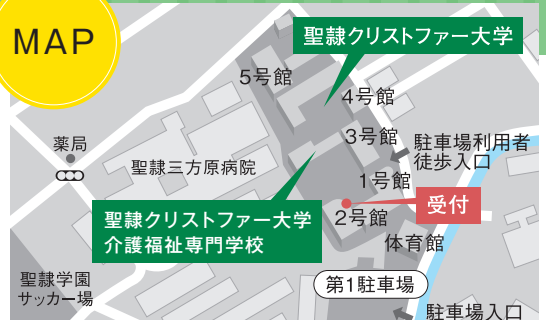 MAP
聖隷クリストファー大学
5号館
4号館
3号館
駐車場利用者
徒歩入口
薬局
聖隷三方原病院
1号館
受付
聖隷クリストファー大学
介護福祉専門学校
2号館
体育館
聖隷学園
サッカー場
第1駐車場
駐車場入口